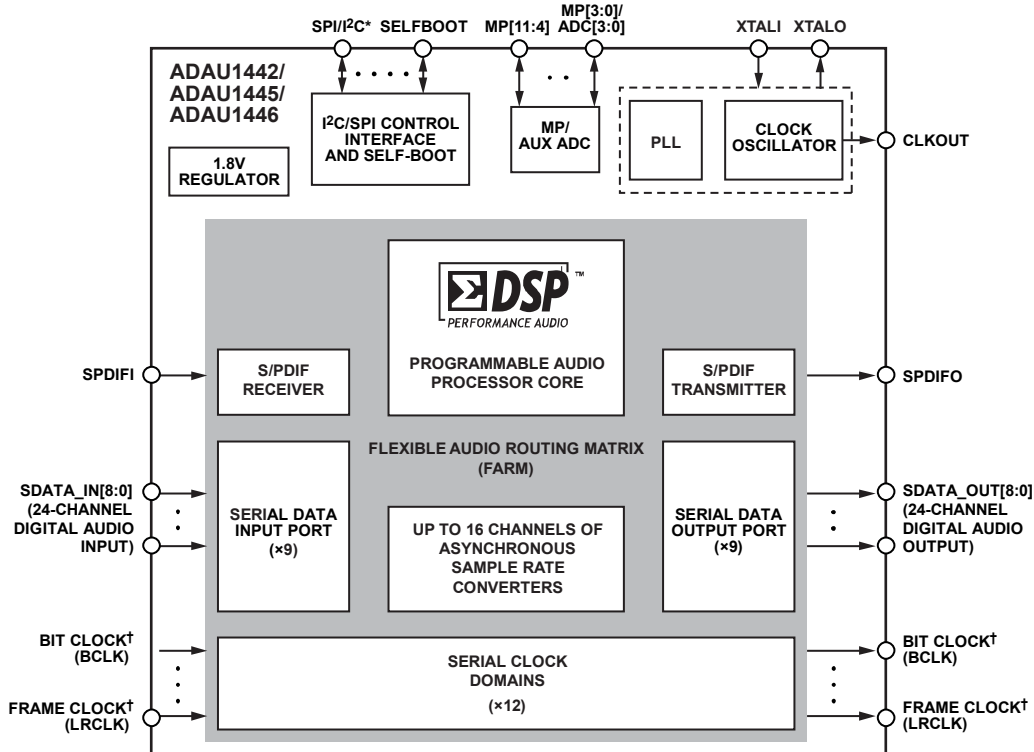 SPI/I²C* SELFBOOT MP[11:4] MP[3:0]/
ADC[3:0] XTALI XTALO
ADAU1442/
ADAU1445/
ADAU1446
1.8V
REGULATOR
I²C/SPI CONTROL
INTERFACE
AND SELF-BOOT
MP/
AUX ADC
PLL
CLOCK
OSCILLATOR
CLKOUT
ΣDSP™
PERFORMANCE AUDIO
PROGRAMMABLE AUDIO
PROCESSOR CORE
SPDIFI
S/PDIF
RECEIVER
S/PDIF
TRANSMITTER
SPDIFO
FLEXIBLE AUDIO ROUTING MATRIX
(FARM)
SDATA_IN[8:0]
(24-CHANNEL
DIGITAL AUDIO
INPUT)
SERIAL DATA
INPUT PORT
(×9)
UP TO 16 CHANNELS OF
ASYNCHRONOUS
SAMPLE RATE
CONVERTERS
SERIAL DATA
OUTPUT PORT
(×9)
SDATA_OUT[8:0]
(24-CHANNEL
DIGITAL AUDIO
OUTPUT)
BIT CLOCK†
(BCLK)
FRAME CLOCK†
(LRCLK)
SERIAL CLOCK
DOMAINS
(×12)
BIT CLOCK†
(BCLK)
FRAME CLOCK†
(LRCLK)